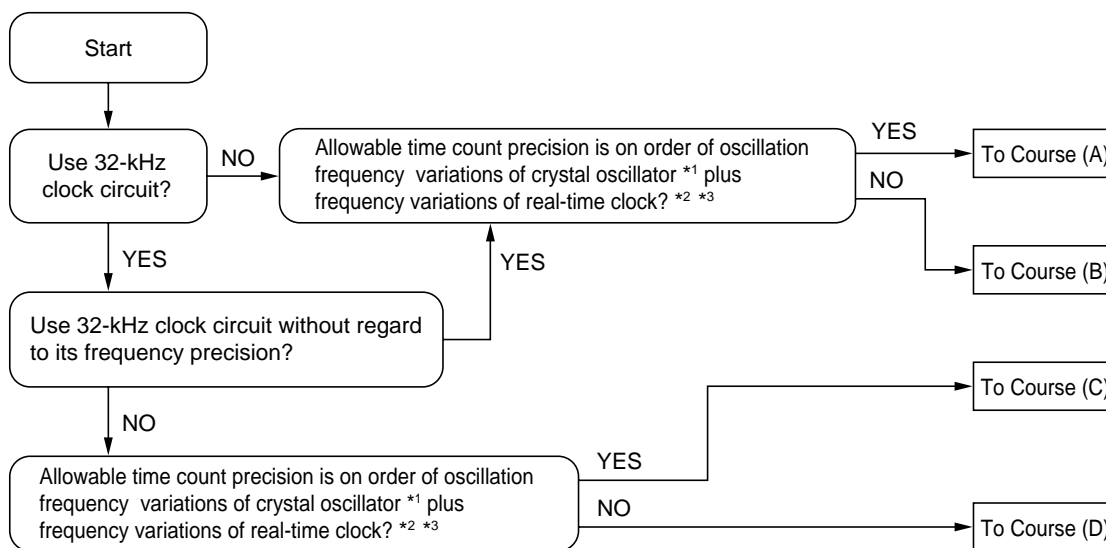 Start
Use 32-kHz
clock circuit?
NO
Allowable time count precision is on order of oscillation
frequency variations of crystal oscillator *1 plus
frequency variations of real-time clock? *2 *3
YES
To Course (A)
NO
To Course (B)
YES
YES
Use 32-kHz clock circuit without regard
to its frequency precision?
To Course (C)
NO
Allowable time count precision is on order of oscillation
frequency variations of crystal oscillator *1 plus
frequency variations of real-time clock? *2 *3
YES
NO
To Course (D)